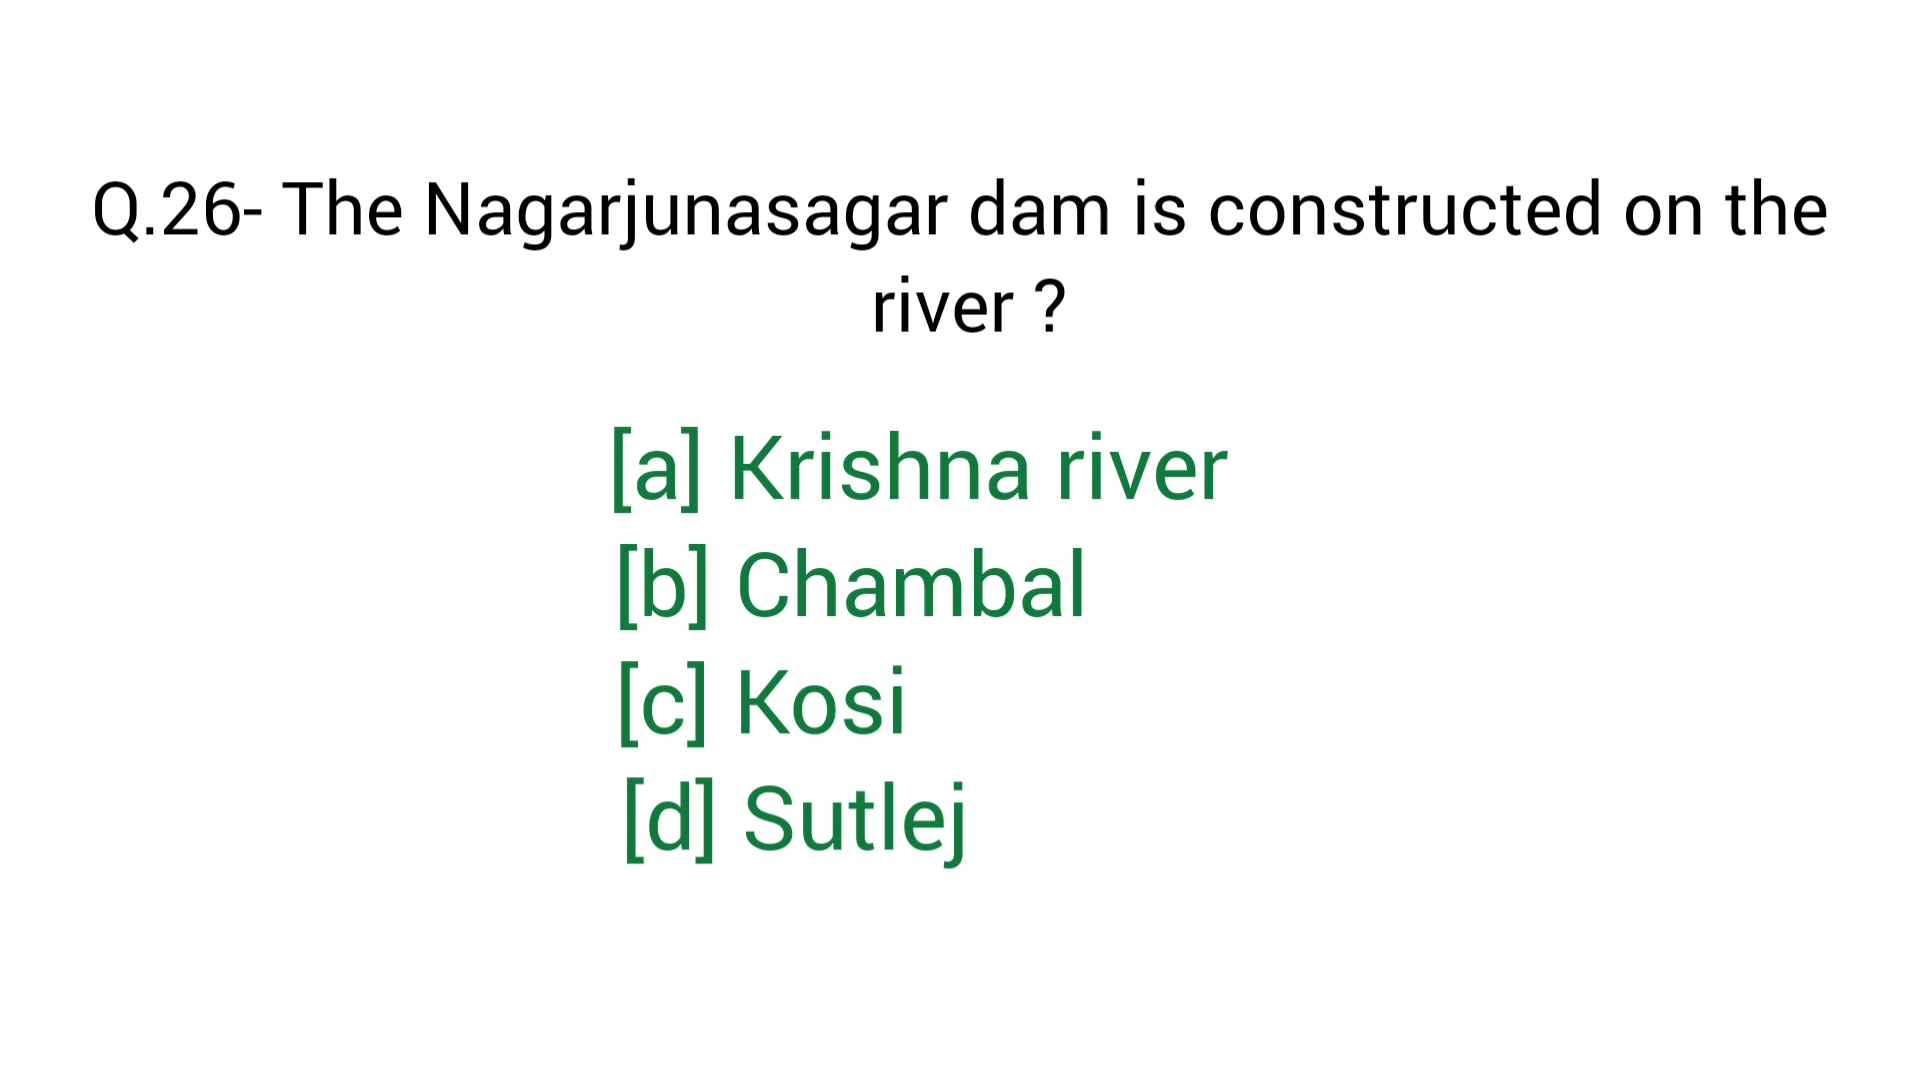 Q.26- The Nagarjunasagar dam is constructed on the
river ?
[a] Krishna river
[b] Chambal
[c] Kosi
[d] Sutlej